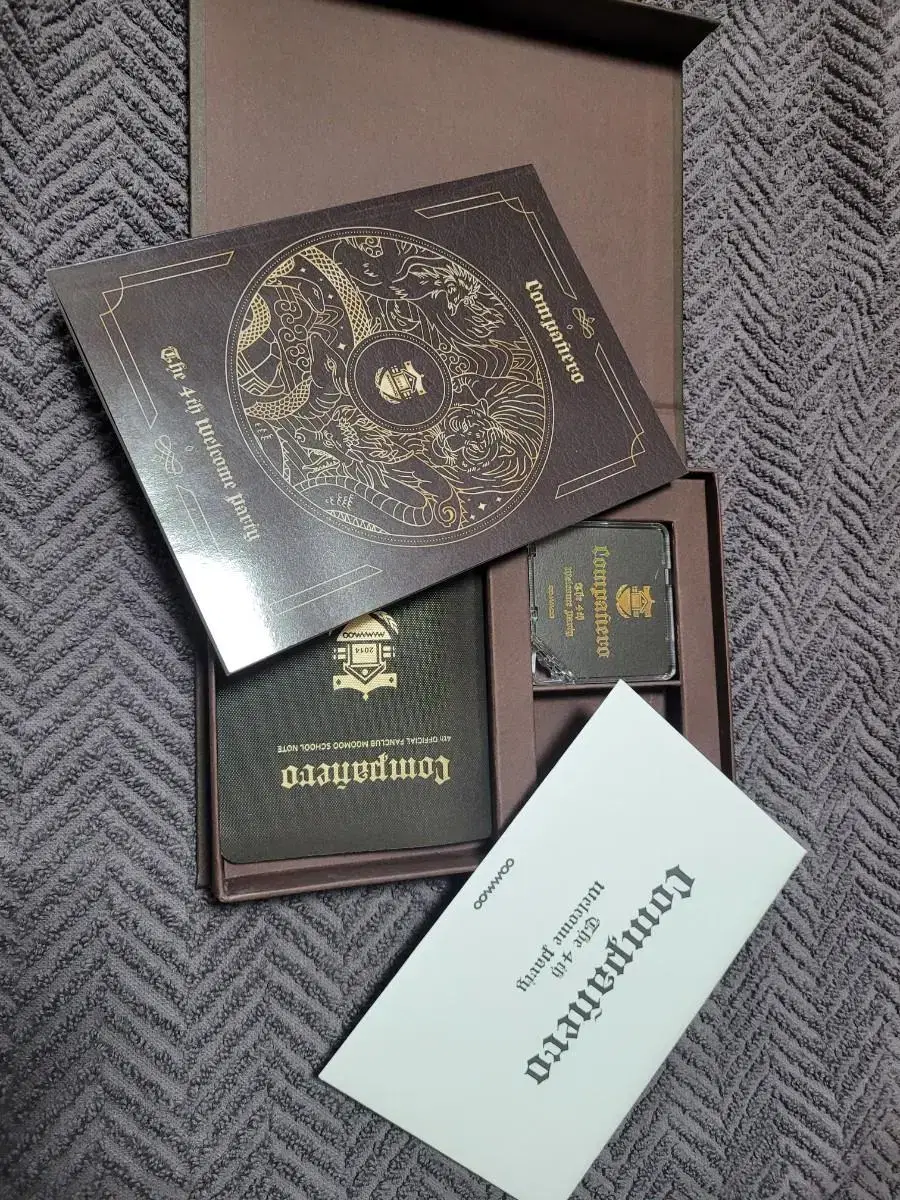 Compañero
The 4th Welcome Party
Compañero
The 4th
Welcome Party
MAMAMOO
2014
4th OFFICIAL FANCLUB MOOMOO SCHOOL NOTE
Compañero
Compañero
The 4th
Welcome Party